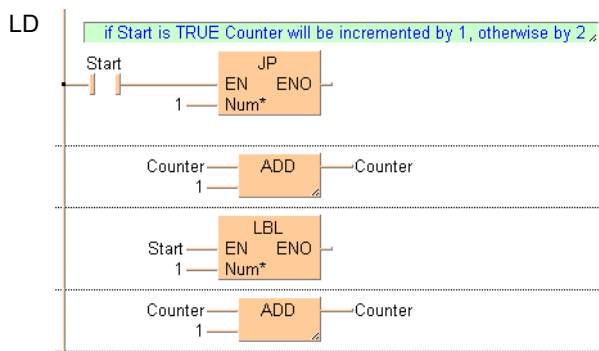 LD
if Start is TRUE Counter will be incremented by 1, otherwise by 2
Start
JP
EN ENO
1 Num*
Counter ADD Counter
1
LBL
Start EN ENO
1 Num*
Counter ADD Counter
1